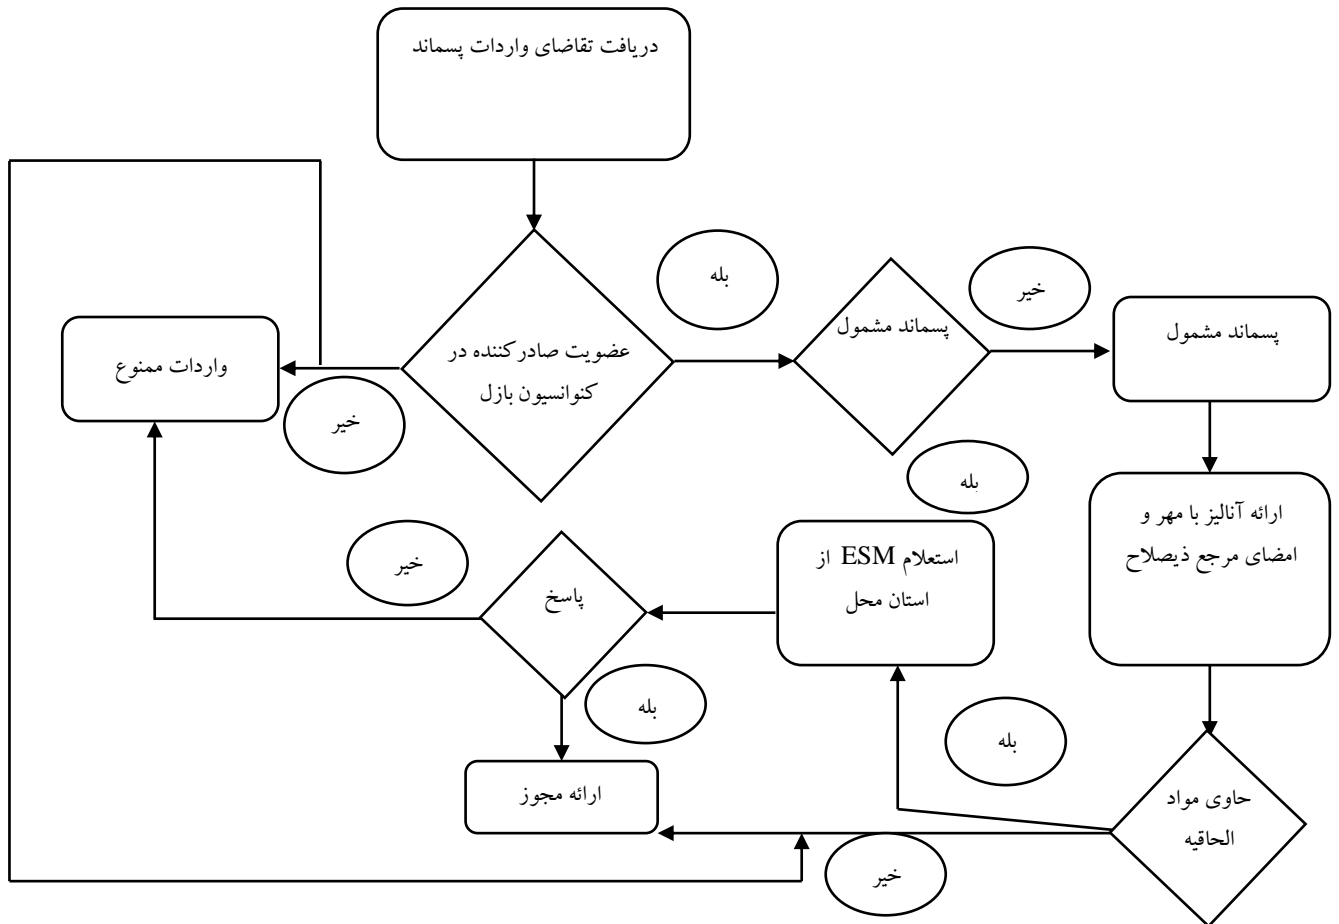 دریافت تقاضای واردات پسماند
عضویت صادرکننده در
کنوانسیون بازل
بله
پسماند مشمول
خیر
پسماند مشمول
واردات ممنوع
خیر
بله
ارائه آنالیز با مهر و
امضای مرجع ذیصلاح
استعلام ESM از
استان محل
پاسخ
خیر
بله
ارائه مجوز
بله
حاوی مواد
الحاقیه
خیر